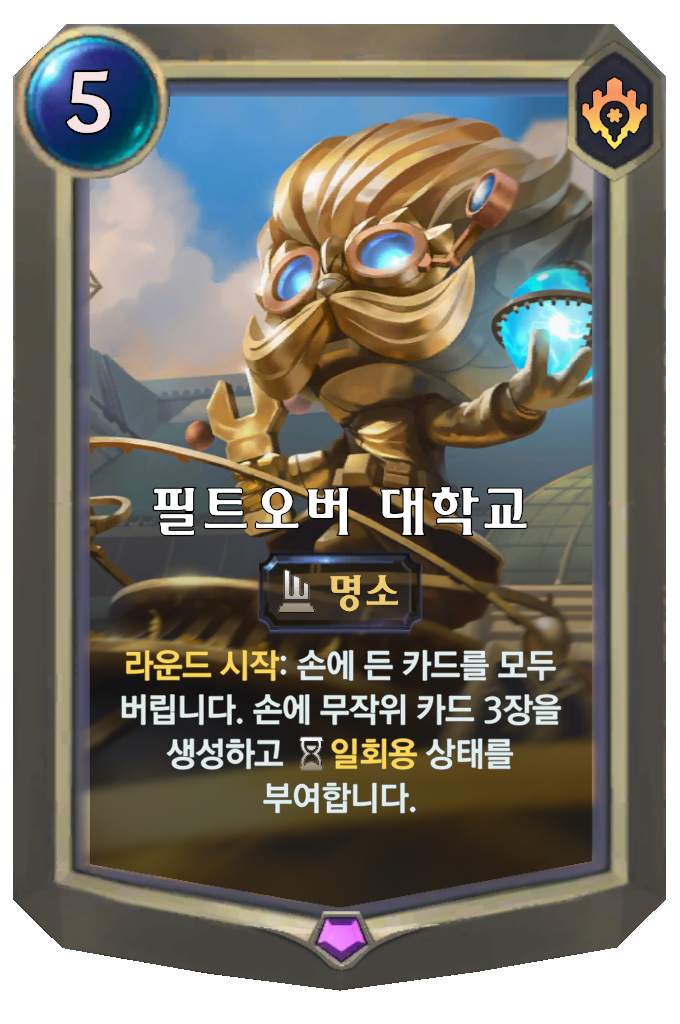 5
필트오버 대학교
명소
라운드 시작: 손에 든 카드를 모두
버립니다. 손에 무작위 카드 3장을
생성하고 일회용 상태를
부여합니다.